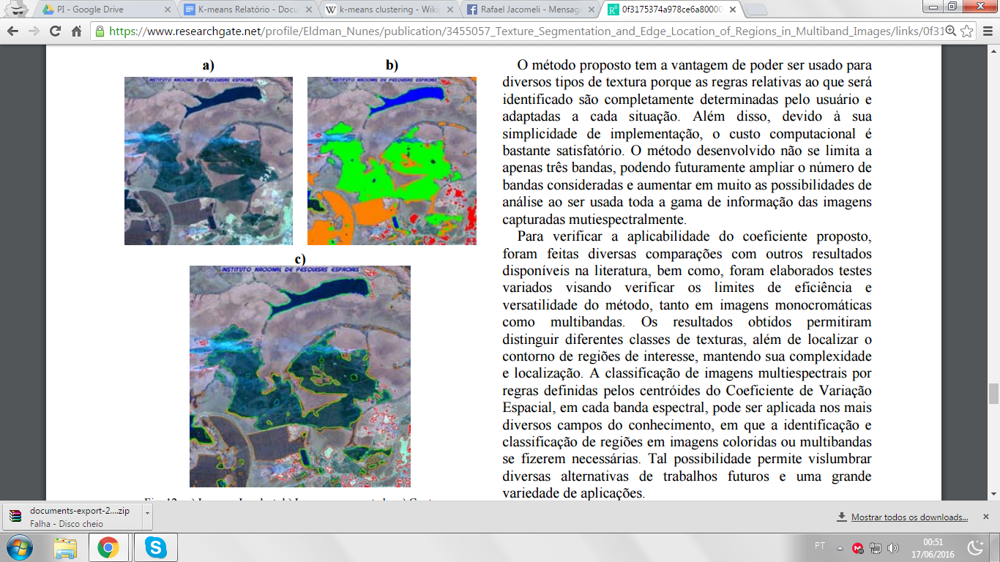 PI - Google Drive
K-means Relatório - Docu
k-means clustering - Wikip
Rafael Jacomeli - Mensage
0f3175374a978ce6a80000
https://www.researchgate.net/profile/Eldman_Nunes/publication/3455057_Texture_Segmentation_and_Edge_Location_of_Regions_in_Multiband_Images/links/0f31
a)
b)
INSTITUTO NACIONAL DE PESQUISAS ESPACIAIS
INSTITUTO NACIONAL DE PESQUISAS ESPACIAIS
c)
INSTITUTO NACIONAL DE PESQUISAS ESPACIAIS
O método proposto tem a vantagem de poder ser usado para
diversos tipos de textura porque as regras relativas ao que será
identificado são completamente determinadas pelo usuário e
adaptadas a cada situação. Além disso, devido à sua
simplicidade de implementação, o custo computacional é
bastante satisfatório. O método desenvolvido não se limita a
apenas três bandas, podendo futuramente ampliar o número de
bandas consideradas e aumentar em muito as possibilidades de
análise ao ser usada toda a gama de informação das imagens
capturadas mutiespectralmente.
Para verificar a aplicabilidade do coeficiente proposto,
foram feitas diversas comparações com outros resultados
disponíveis na literatura, bem como, foram elaborados testes
variados visando verificar os limites de eficiência e
versatilidade do método, tanto em imagens monocromáticas
como multibandas. Os resultados obtidos permitiram
distinguir diferentes classes de texturas, além de localizar o
contorno de regiões de interesse, mantendo sua complexidade
e localização. A classificação de imagens multiespectrais por
regras definidas pelos centróides do Coeficiente de Variação
Espacial, em cada banda espectral, pode ser aplicada nos mais
diversos campos do conhecimento, em que a identificação e
classificação de regiões em imagens coloridas ou multibandas
se fizerem necessárias. Tal possibilidade permite vislumbrar
diversas alternativas de trabalhos futuros e uma grande
variedade de aplicações.
documents-export-2....zip
Falha - Disco cheio
Mostrar todos os downloads...
PT
00:51
17/06/2016